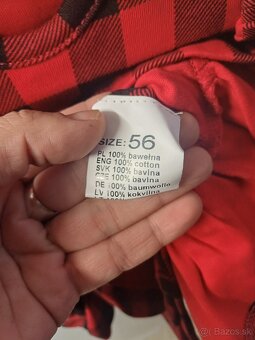 SIZE: 56
PL 100% bawełna
ENG 100% cotton
SVK 100% bavlna
CZE 100% bavlna
DE 100% baumwolle
LV 100% kokvilna
© Bazos.sk